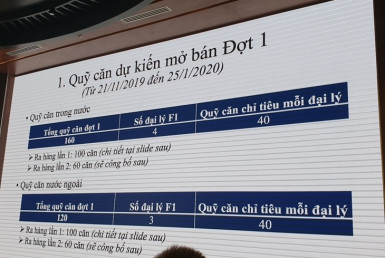 1. Quỹ căn dự kiến mở bán Đợt 1
(Từ 21/11/2019 đến 25/1/2020)
• Quỹ căn trong nước
Tổng quỹ căn đợt 1 Số đại lý F1 Quỹ căn chỉ tiêu mỗi đại lý
160 4 40
➢ Ra hàng lần 1: 100 căn (chi tiết tại slide sau)
➢ Ra hàng lần 2: 60 căn (sẽ công bố sau)
• Quỹ căn nước ngoài
Tổng quỹ căn đợt 1 Số đại lý F1 Quỹ căn chỉ tiêu mỗi đại lý
120 3 40
➢ Ra hàng lần 1: 100 căn (chi tiết tại slide sau)
➢ Ra hàng lần 2: 60 căn (sẽ công bố sau)